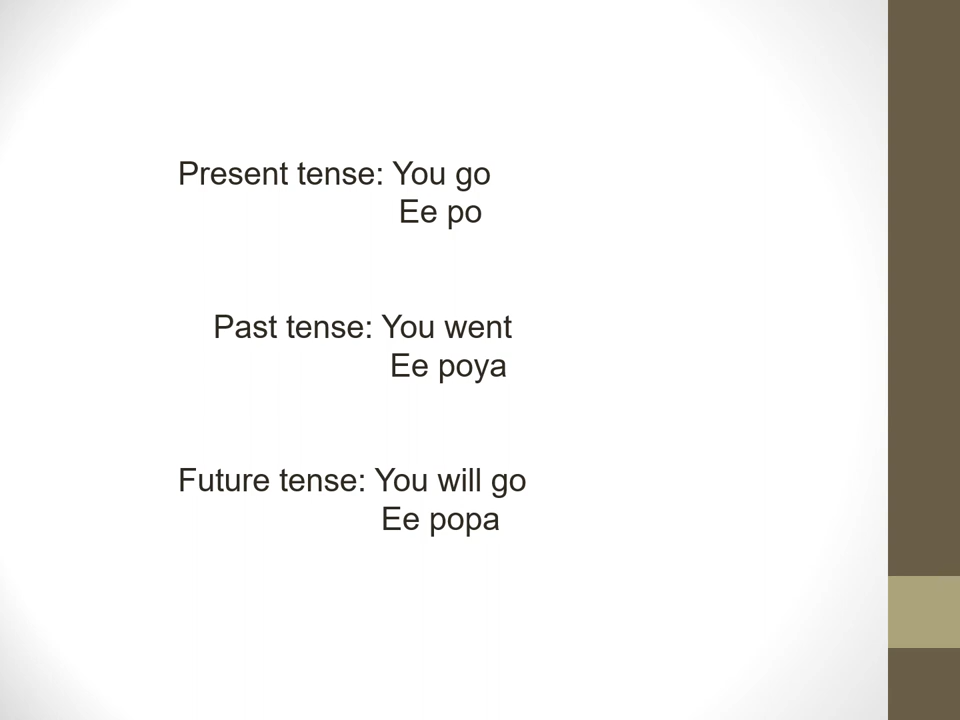 Present tense: You go
Ee po
Past tense: You went
Ee poya
Future tense: You will go
Ee popa